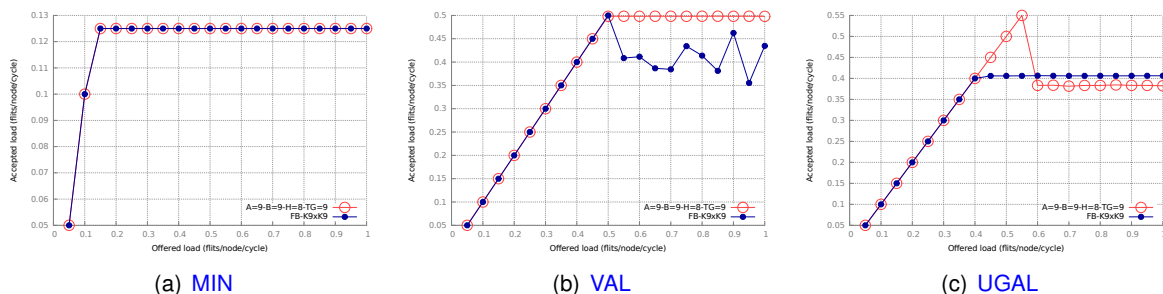 0.13
0.12
0.11
0.1
0.09
0.08
0.07
0.06
0.05
0.1 0.2 0.3 0.4 0.5 0.6 0.7 0.8 0.9 1
Accepted load (flits/node/cycle)
Offered load (flits/node/cycle)
A=9-B=9-H=8-TG=9
FB-K9xK9
(a) MIN
0.5
0.45
0.4
0.35
0.3
0.25
0.2
0.15
0.1
0.05
0.1 0.2 0.3 0.4 0.5 0.6 0.7 0.8 0.9 1
Accepted load (flits/node/cycle)
Offered load (flits/node/cycle)
A=9-B=9-H=8-TG=9
FB-K9xK9
(b) VAL
0.55
0.5
0.45
0.4
0.35
0.3
0.25
0.2
0.15
0.1
0.05
0.1 0.2 0.3 0.4 0.5 0.6 0.7 0.8 0.9 1
Accepted load (flits/node/cycle)
Offered load (flits/node/cycle)
A=9-B=9-H=8-TG=9
FB-K9xK9
(c) UGAL